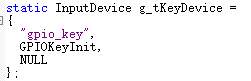 static InputDevice g_tKeyDevice =
{
"gpio_key",
GPIOKeyInit,
NULL
};